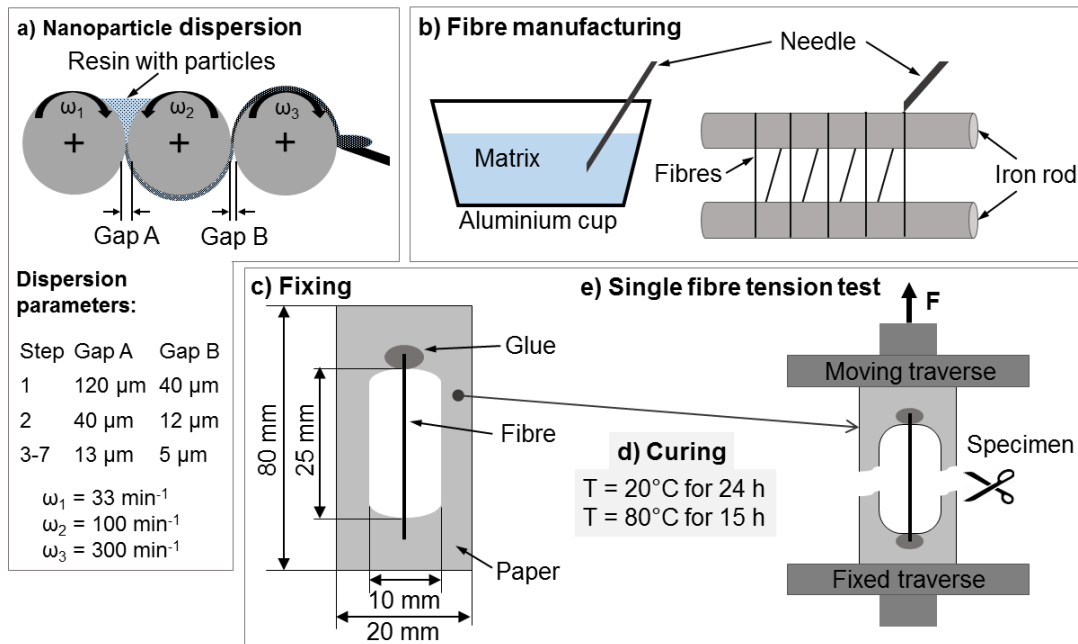 a) Nanoparticle dispersion
Resin with particles
ω₁ ω₂ ω₃
+ + +
Gap A Gap B
Dispersion
parameters:
Step Gap A Gap B
1 120 µm 40 µm
2 40 µm 12 µm
3-7 13 µm 5 µm
ω₁ = 33 min⁻¹
ω₂ = 100 min⁻¹
ω₃ = 300 min⁻¹
b) Fibre manufacturing
Needle
Matrix
Aluminium cup
Fibres
Iron rod
c) Fixing
Glue
Fibre
Paper
80 mm
25 mm
10 mm
20 mm
d) Curing
T = 20°C for 24 h
T = 80°C for 15 h
e) Single fibre tension test
F
Moving traverse
Specimen
Fixed traverse